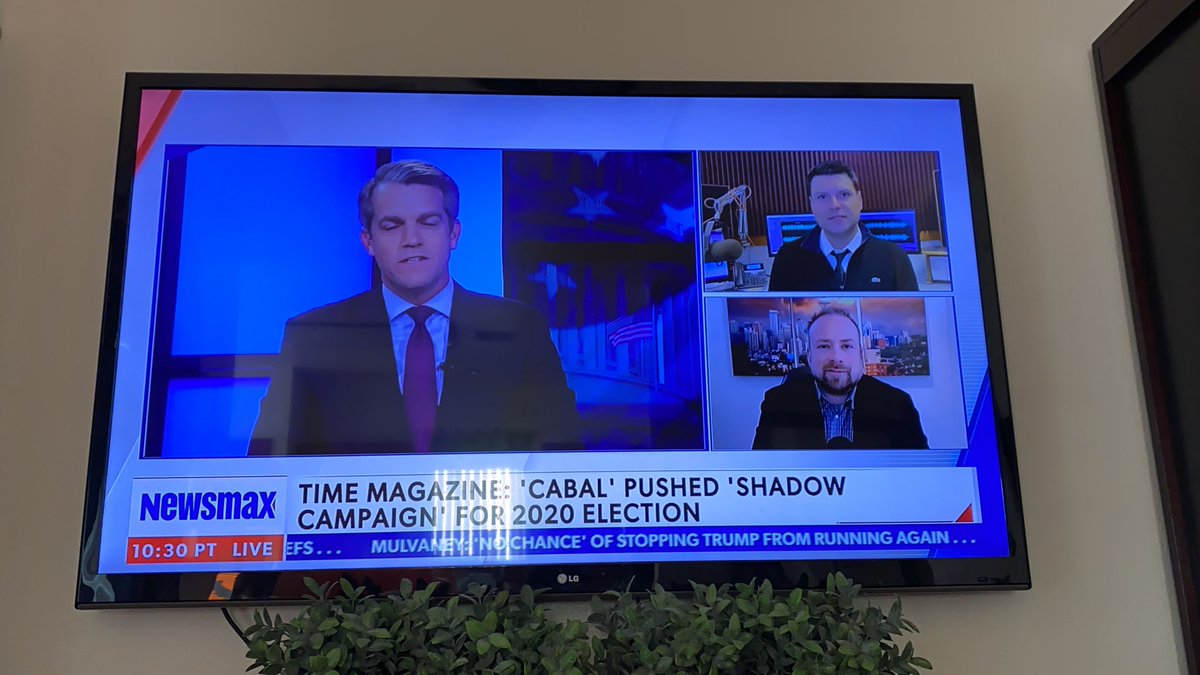 NEWSMAX
TIME MAGAZINE: 'CABAL' PUSHED 'SHADOW
CAMPAIGN' FOR 2020 ELECTION
10:30 PT LIVE
EFS . . . MULVANEY: 'NO CHANCE' OF STOPPING TRUMP FROM RUNNING AGAIN . . .
LG